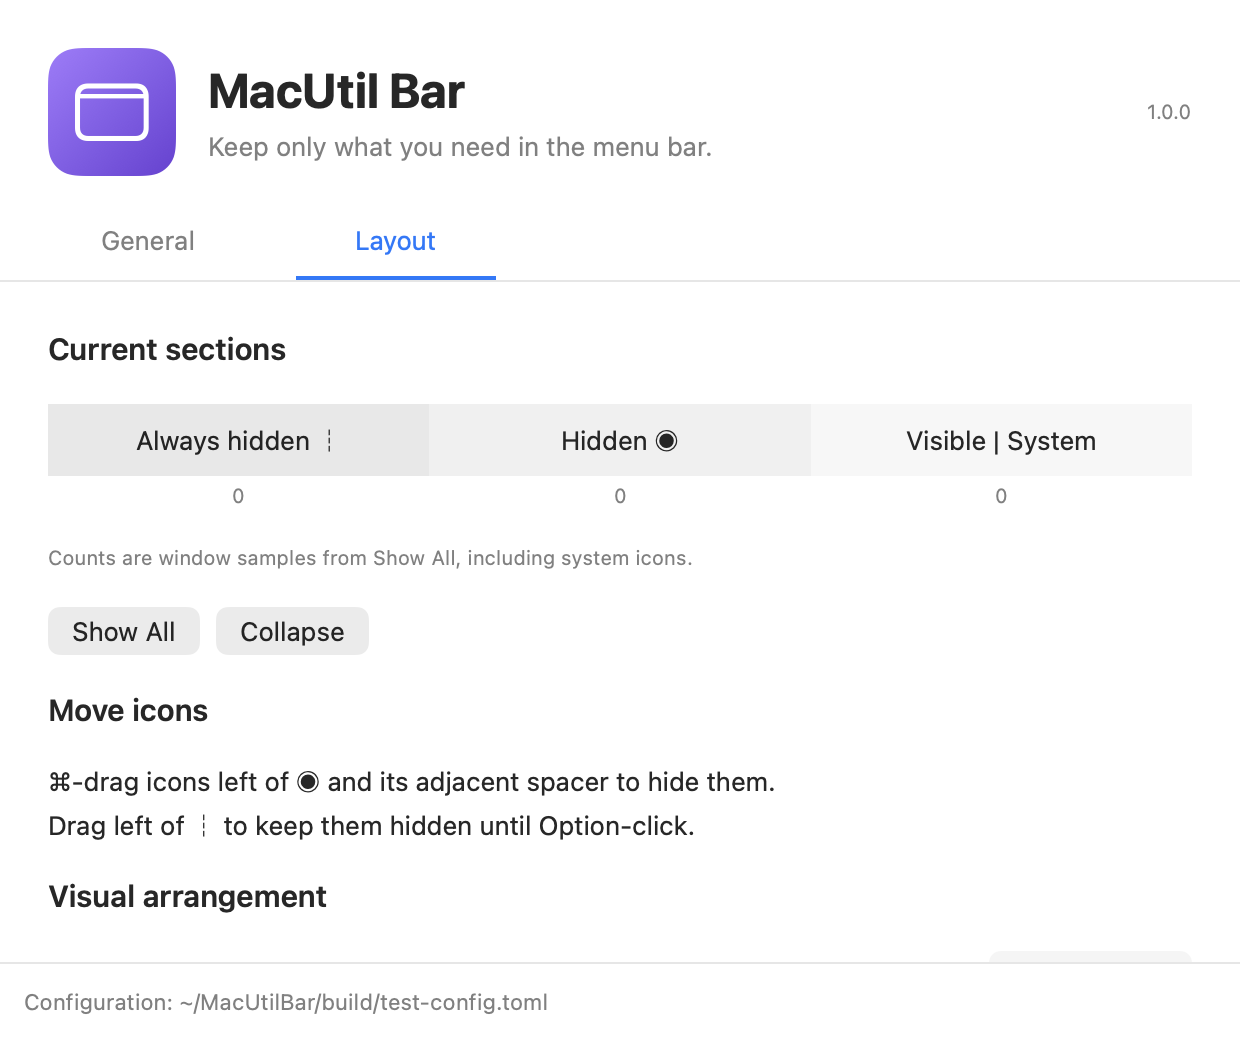 MacUtil Bar
Keep only what you need in the menu bar.
1.0.0
General
Layout
Current sections
Always hidden ┊
Hidden ◉
Visible | System
0
0
0
Counts are window samples from Show All, including system icons.
Show All
Collapse
Move icons
⌘-drag icons left of ◉ and its adjacent spacer to hide them.
Drag left of ┊ to keep them hidden until Option-click.
Visual arrangement
Configuration: ~/MacUtilBar/build/test-config.toml